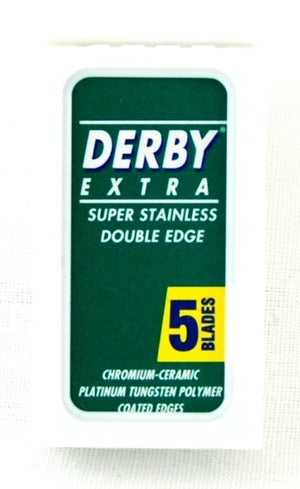 DERBY®
EXTRA
SUPER STAINLESS
DOUBLE EDGE
5
BLADES
CHROMIUM-CERAMIC
PLATINUM TUNGSTEN POLYMER
COATED EDGES